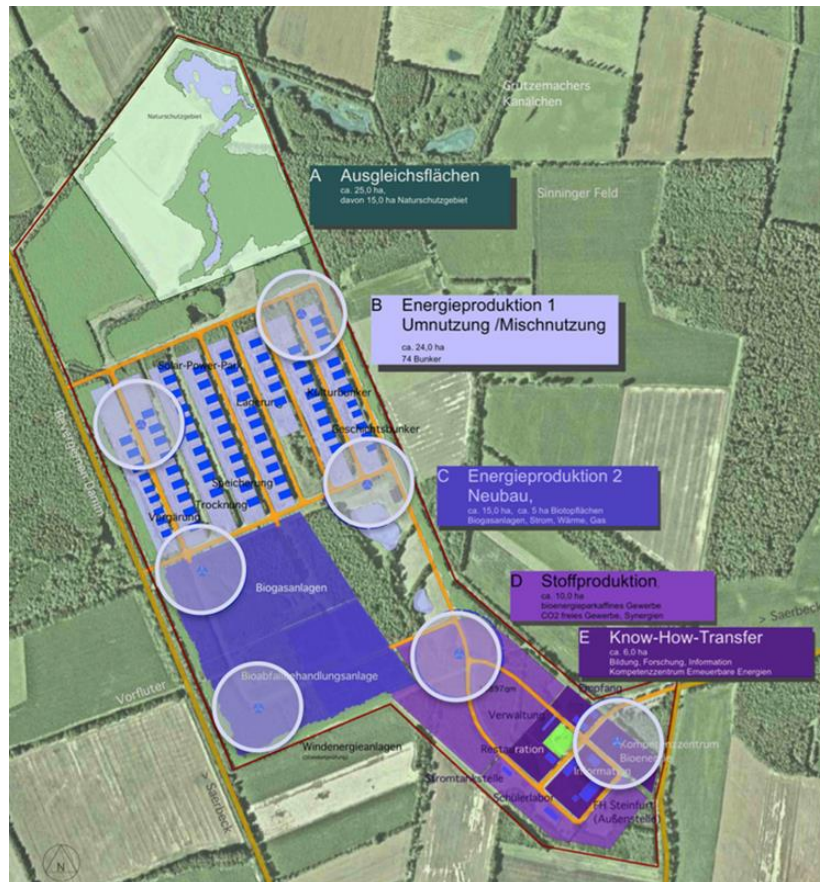 Naturschutzgebiet
Grützemachers
Kanälchen
A Ausgleichsflächen
ca. 25,0 ha,
davon 15,0 ha Naturschutzgebiet
Sinninger Feld
B Energieproduktion 1
Umnutzung /Mischnutzung
ca. 24,0 ha
74 Bunker
Solar-Power-Park
Kulturbunker
Lagerung
Geschichtsbunker
Speicherung
Trocknung
Vergärung
C Energieproduktion 2
Neubau,
ca. 15,0 ha, ca. 5 ha Biotopflächen
Biogasanlagen, Strom, Wärme, Gas
Biogasanlagen
D Stoffproduktion
ca. 10,0 ha
bioenergieparkaffines Gewerbe
CO2 freies Gewerbe, Synergien
> Saerbeck
E Know-How-Transfer
ca. 6,0 ha
Bildung, Forschung, Information
Kompetenzzentrum Erneuerbare Energien
Bioabfallbehandlungsanlage
Vorfluter
Empfang
Verwaltung
Windenergieanlagen
Restauration
Kompetenzzentrum
Bioenergie
Information
Stromtankstelle
Schülerlabor
FH Steinfurt
(Außenstelle)
> Saerbeck
N